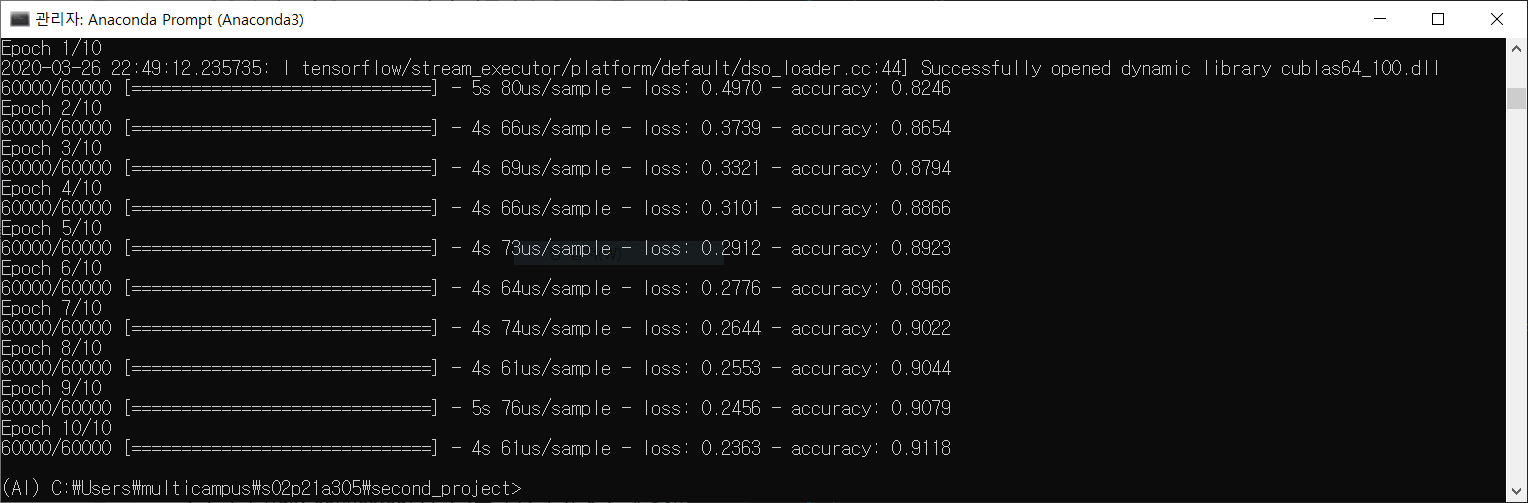 관리자: Anaconda Prompt (Anaconda3)
Epoch 1/10
2020-03-26 22:49:12.235735: I tensorflow/stream_executor/platform/default/dso_loader.cc:44] Successfully opened dynamic library cublas64_100.dll
60000/60000 [==============================] - 5s 80us/sample - loss: 0.4970 - accuracy: 0.8246
Epoch 2/10
60000/60000 [==============================] - 4s 66us/sample - loss: 0.3739 - accuracy: 0.8654
Epoch 3/10
60000/60000 [==============================] - 4s 69us/sample - loss: 0.3321 - accuracy: 0.8794
Epoch 4/10
60000/60000 [==============================] - 4s 66us/sample - loss: 0.3101 - accuracy: 0.8866
Epoch 5/10
60000/60000 [==============================] - 4s 73us/sample - loss: 0.2912 - accuracy: 0.8923
Epoch 6/10
60000/60000 [==============================] - 4s 64us/sample - loss: 0.2776 - accuracy: 0.8966
Epoch 7/10
60000/60000 [==============================] - 4s 74us/sample - loss: 0.2644 - accuracy: 0.9022
Epoch 8/10
60000/60000 [==============================] - 4s 61us/sample - loss: 0.2553 - accuracy: 0.9044
Epoch 9/10
60000/60000 [==============================] - 5s 76us/sample - loss: 0.2456 - accuracy: 0.9079
Epoch 10/10
60000/60000 [==============================] - 4s 61us/sample - loss: 0.2363 - accuracy: 0.9118
(AI) C:₩Users₩multicampus₩s02p21a305₩second_project>